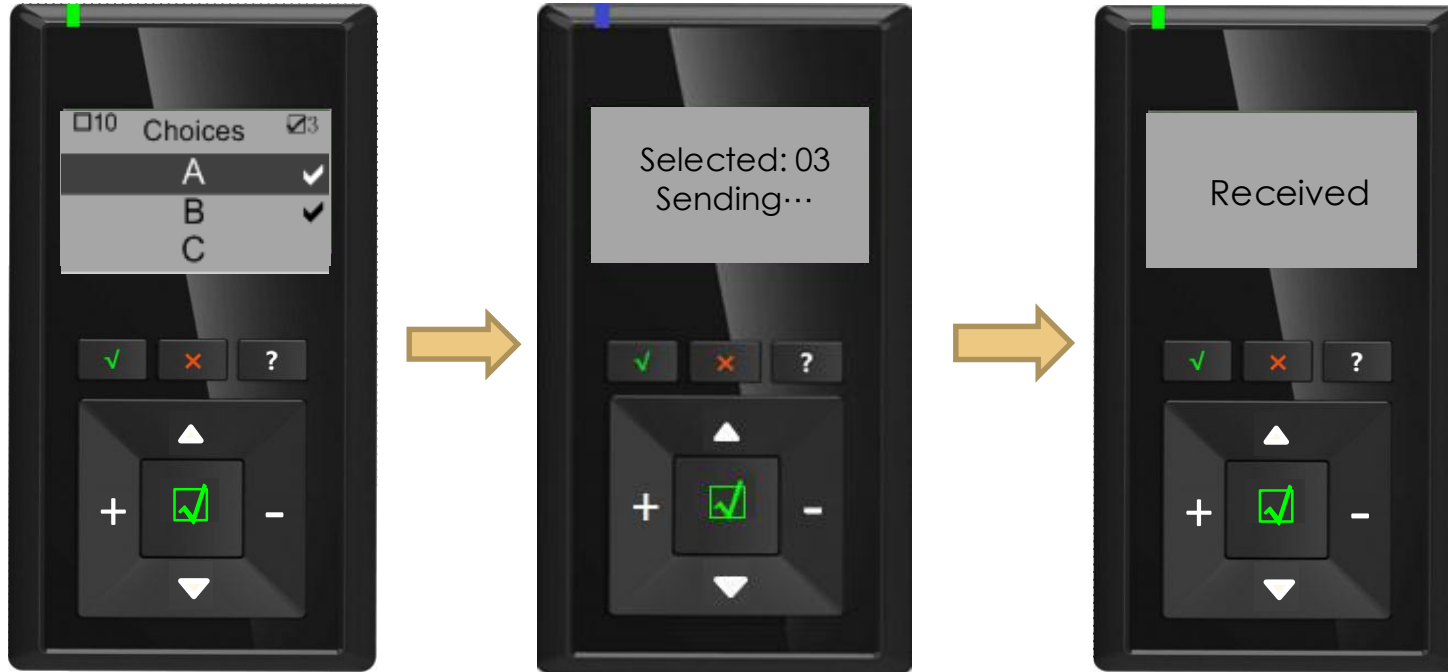 ☐10 Choices ☑3
A ✓
B ✓
C
√ × ?
+ -
Selected: 03
Sending…
√ × ?
+ -
Received
√ × ?
+ -